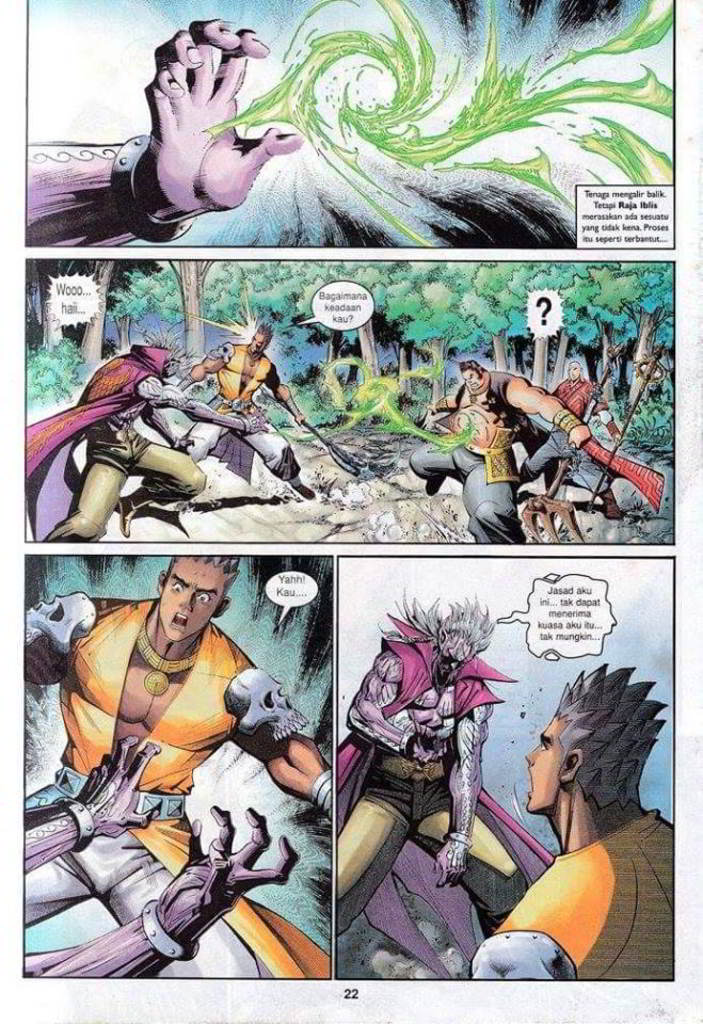 Tenaga mengalir balik.
Tetapi Raja Iblis
merasakan ada sesuatu
yang tidak kena. Proses
itu seperti terbantut....
Wooo...
haii...
Bagaimana
keadaan
kau?
?
Yahh!
Kau....
Jasad aku
ini... tak dapat
menerima
kuasa aku itu...
tak mungkin...
22